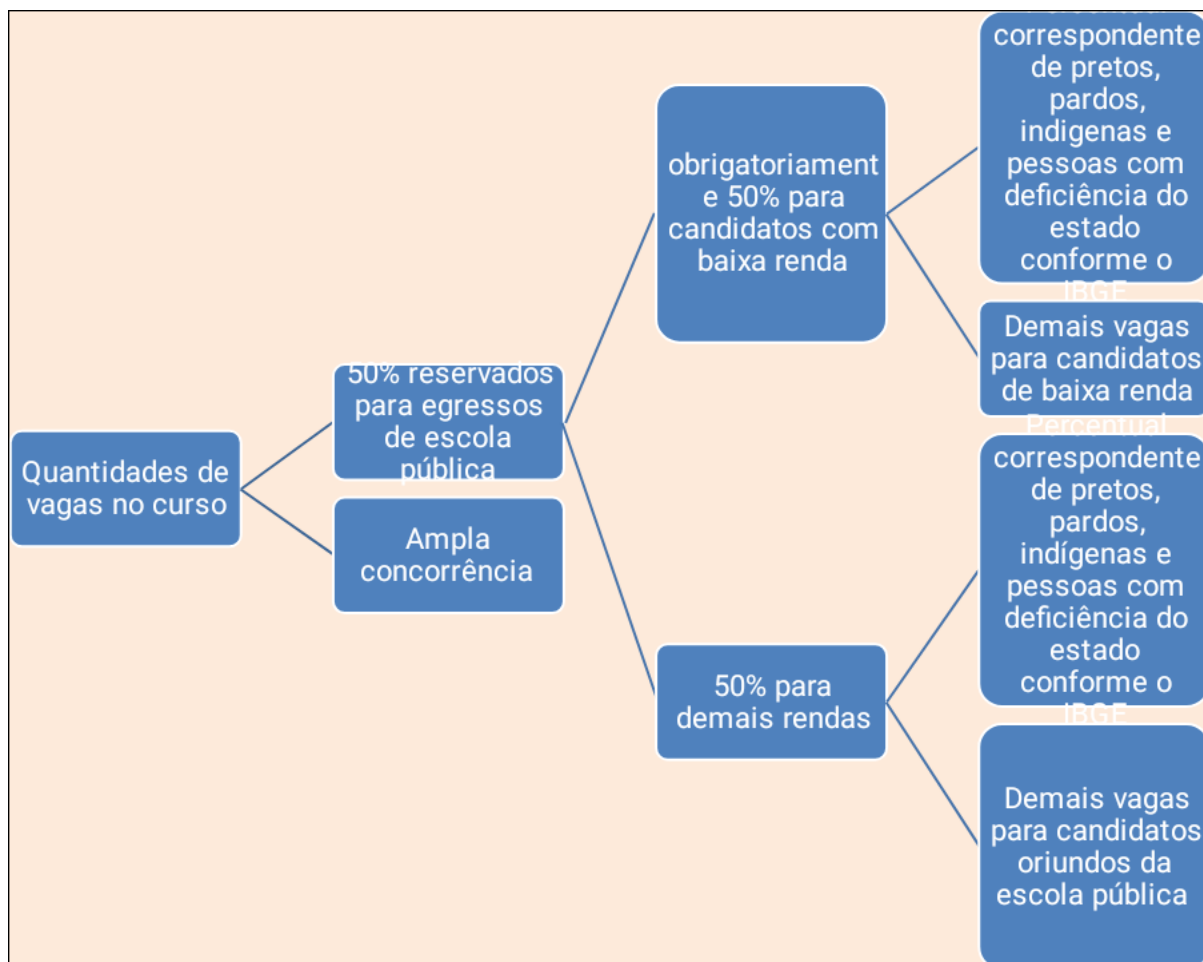 Quantidades de
vagas no curso
50% reservados
para egressos
de escola
pública
Ampla
concorrência
obrigatoriament
e 50% para
candidatos com
baixa renda
50% para
demais rendas
correspondente
de pretos,
pardos,
indigenas e
pessoas com
deficiência do
estado
conforme o
IBGE
Demais vagas
para candidatos
de baixa renda
Percentual
correspondente
de pretos,
pardos,
indígenas e
pessoas com
deficiência do
estado
conforme o
IBGE
Demais vagas
para candidatos
oriundos da
escola pública